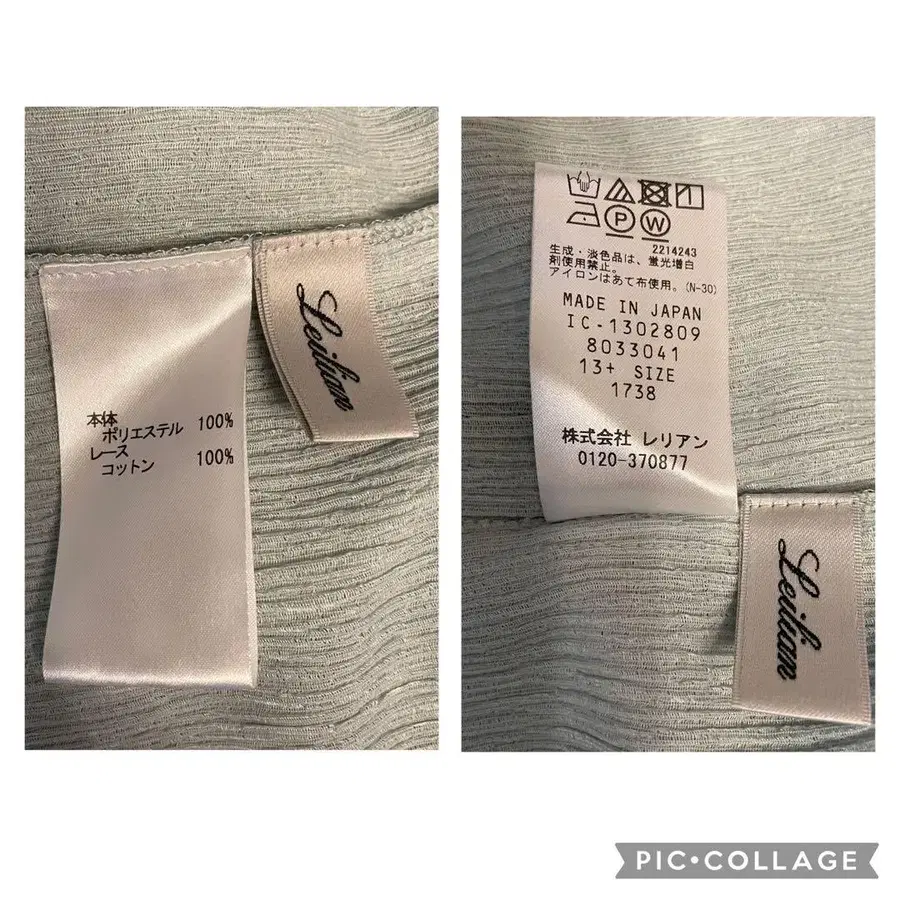 本体
ポリエステル 100%
レース
コットン 100%
Leilian
P W
2214243
生成・淡色品は、蛍光増白
剤使用禁止。
アイロンはあて布使用。(N-30)
MADE IN JAPAN
IC-1302809
8033041
13+ SIZE
1738
株式会社 レリアン
0120-370877
Leilian
PIC•COLLAGE